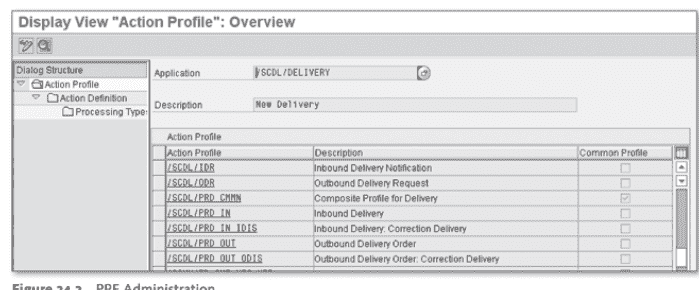 Display View "Action Profile": Overview
Dialog Structure
Action Profile
Action Definition
Processing Type
Application /SCDL/DELIVERY
Description New Delivery
Action Profile
Action Profile Description Common Profile
/SCDL/IDR Inbound Delivery Notification
/SCDL/ODR Outbound Delivery Request
/SCDL/PRD_CMMN Composite Profile for Delivery
/SCDL/PRD_IN Inbound Delivery
/SCDL/PRD_IN_IDIS Inbound Delivery: Correction Delivery
/SCDL/PRD_OUT Outbound Delivery Order
/SCDL/PRD_OUT_ODIS Outbound Delivery Order: Correction Delivery
PPF Administration